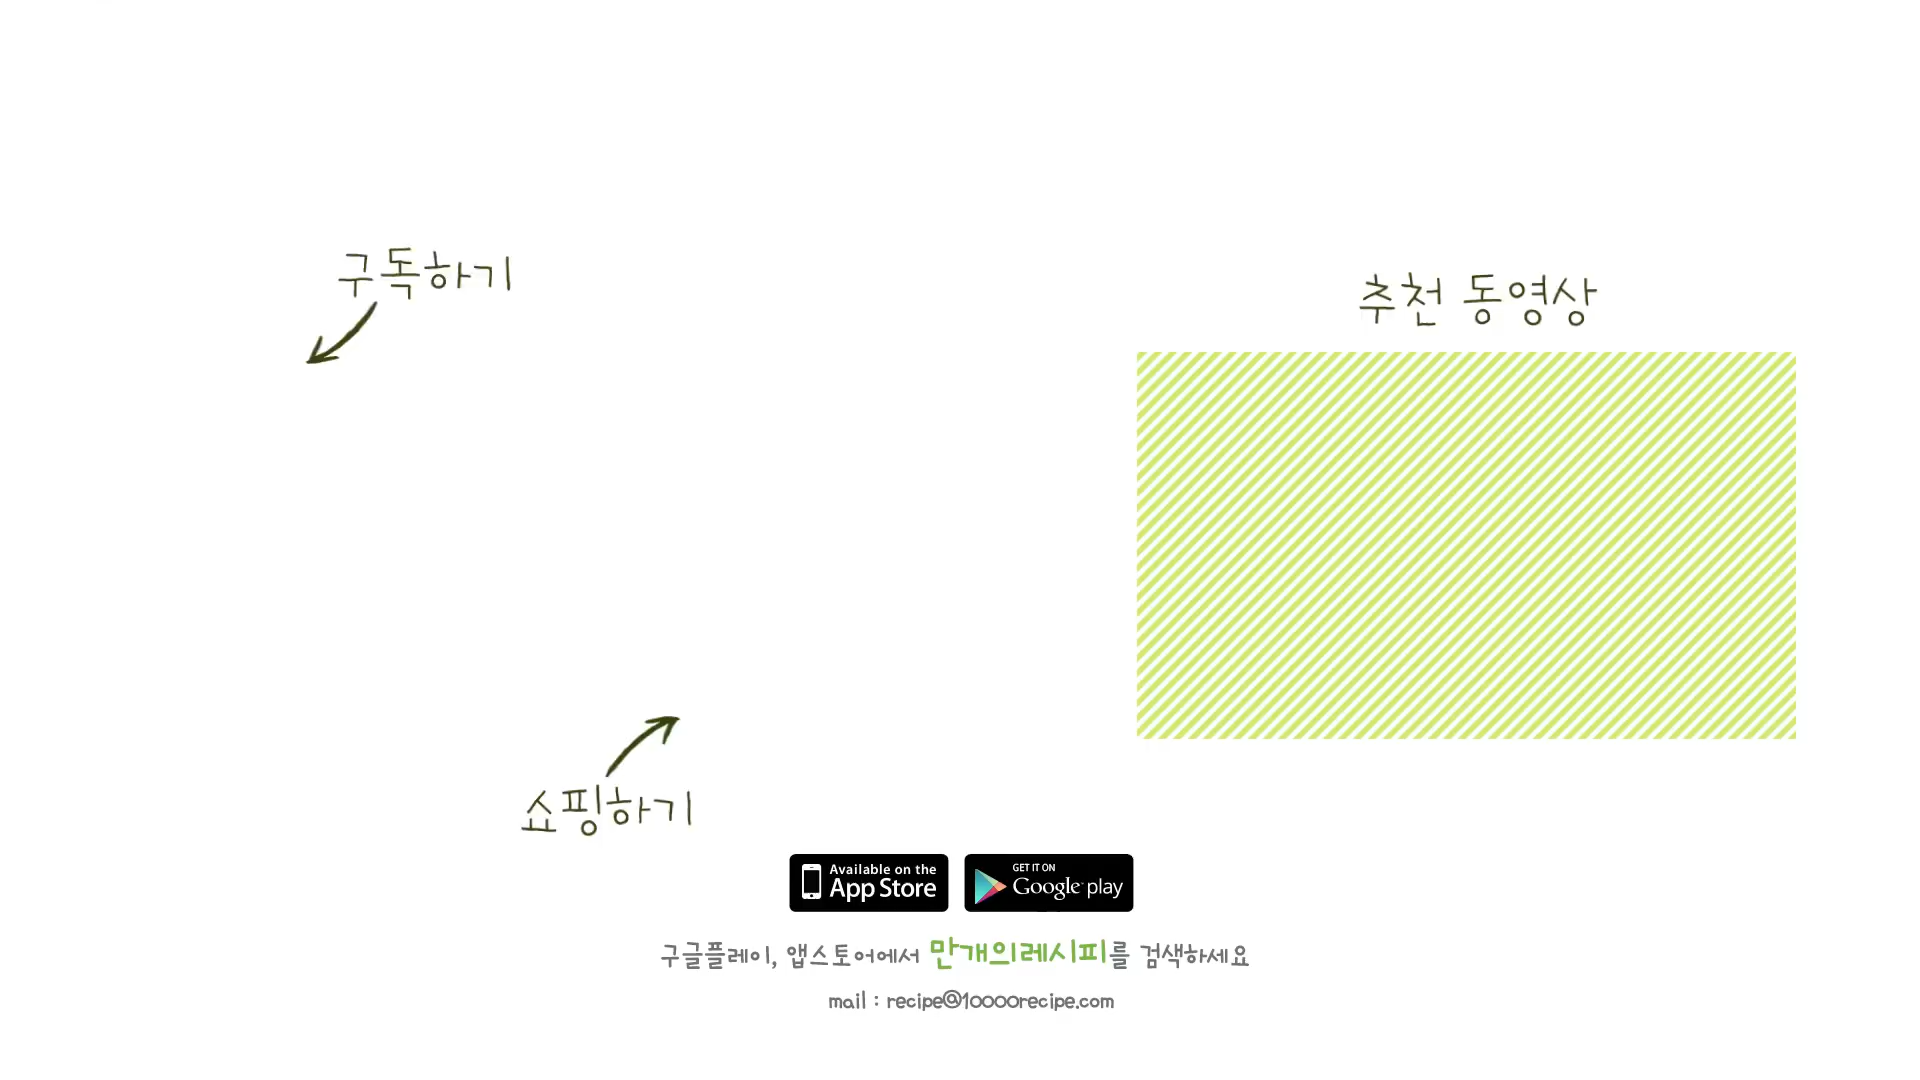 구독하기
추천 동영상
쇼핑하기
Available on the
App Store
GET IT ON
Google play
구글플레이, 앱스토어에서 만개의레시피를 검색하세요
mail : recipe@10000recipe.com